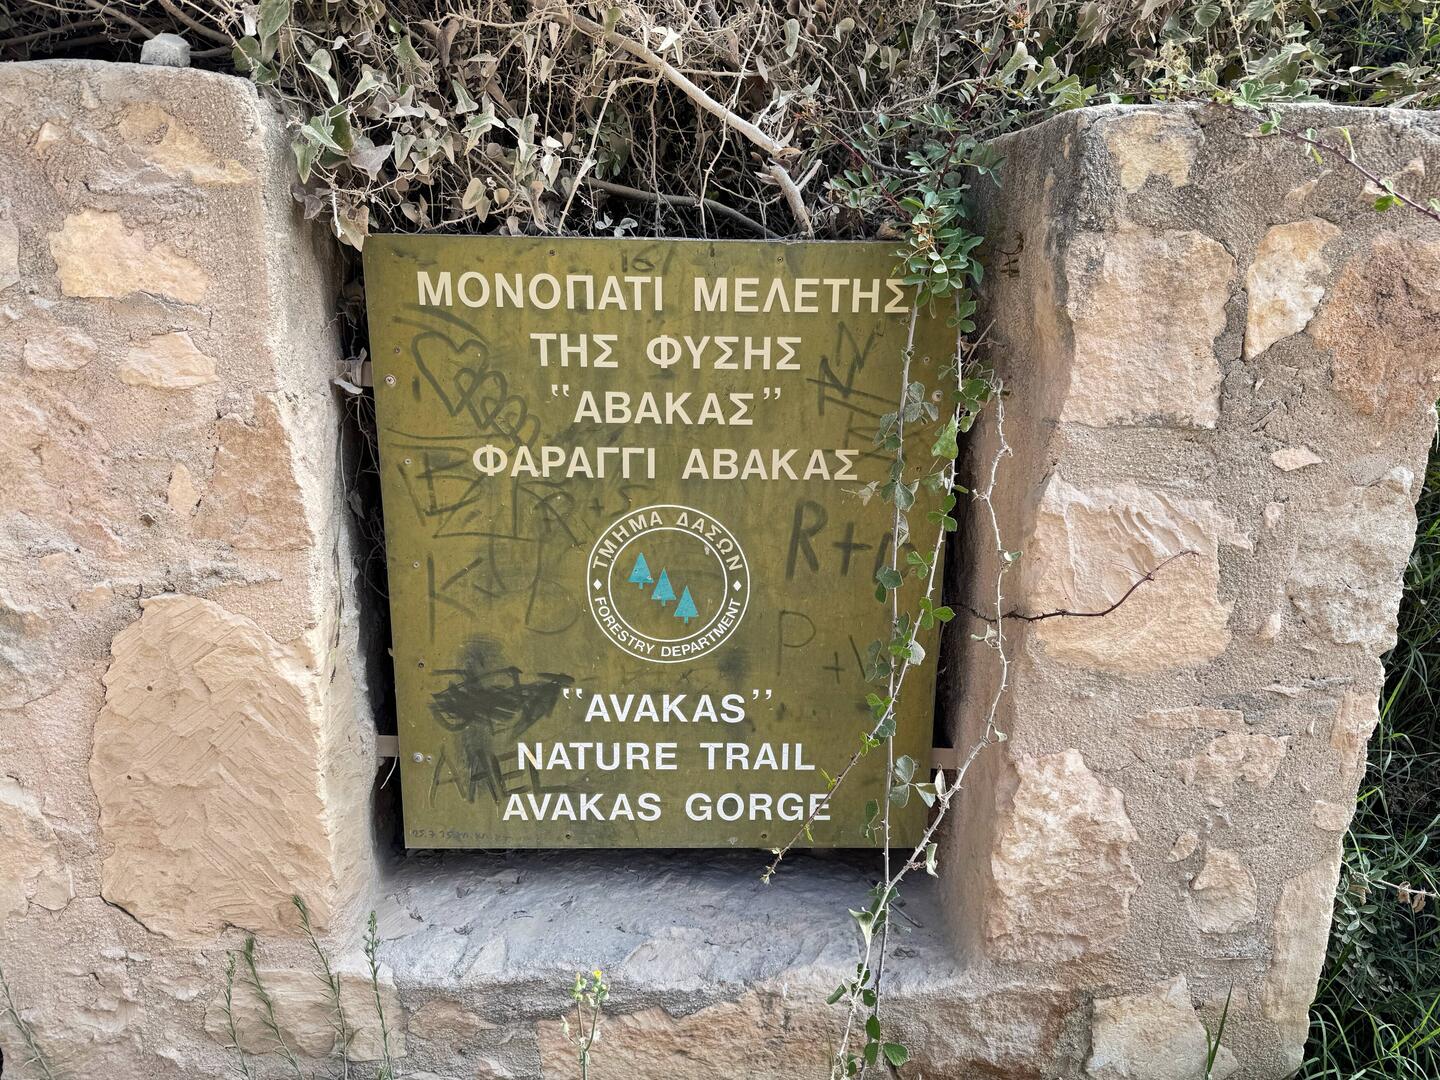 ΜΟΝΟΠΑΤΙ ΜΕΛΕΤΗΣ
ΤΗΣ ΦΥΣΗΣ
"ΑΒΑΚΑΣ"
ΦΑΡΑΓΓΙ ΑΒΑΚΑΣ
ΤΜΗΜΑ ΔΑΣΩΝ
FORESTRY DEPARTMENT
"AVAKAS"
NATURE TRAIL
AVAKAS GORGE
R+
P+V